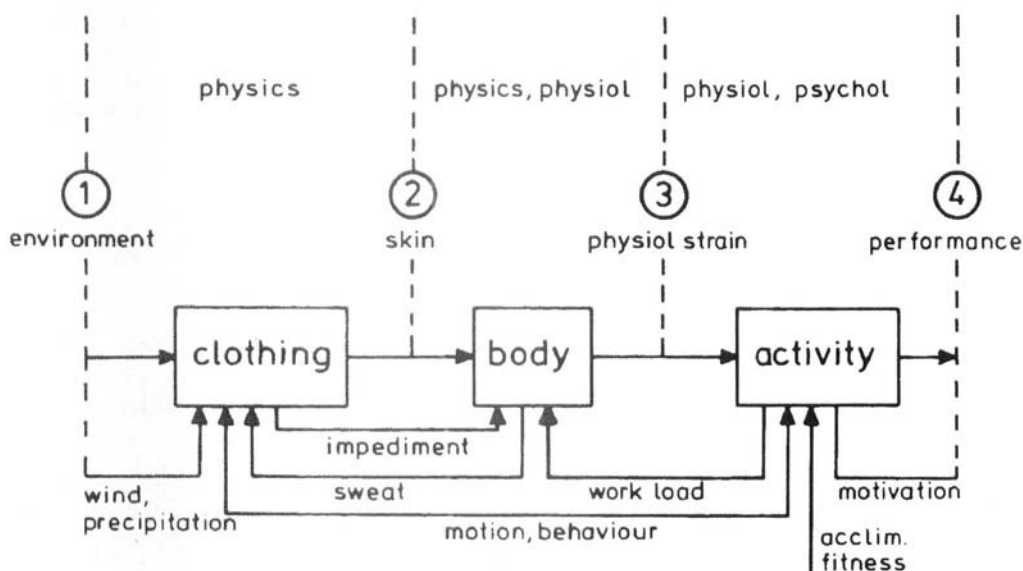 physics
physics, physiol
physiol, psychol
1
2
3
4
environment
skin
physiol strain
performance
clothing
body
activity
impediment
wind,
precipitation
sweat
work load
motivation
motion, behaviour
acclim.
fitness